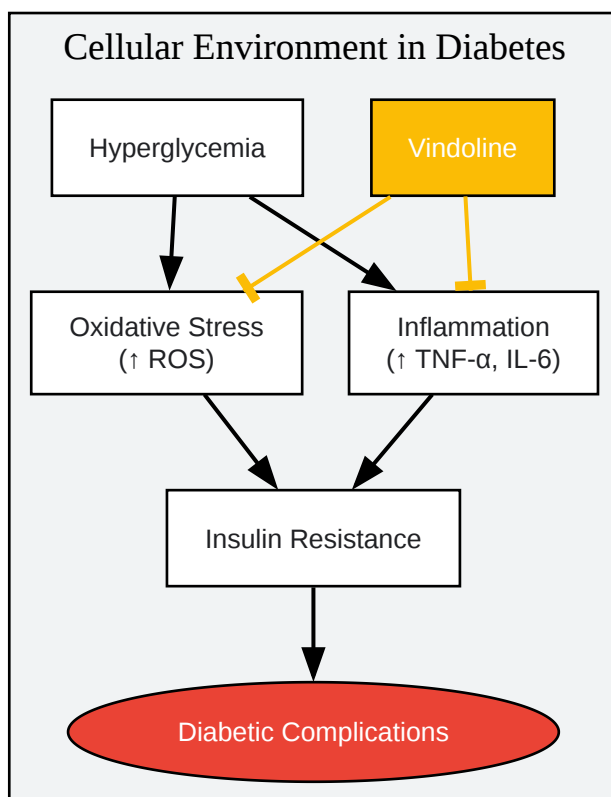 Cellular Environment in Diabetes
Hyperglycemia
Vindoline
Oxidative Stress
(↑ ROS)
Inflammation
(↑ TNF-α, IL-6)
Insulin Resistance
Diabetic Complications